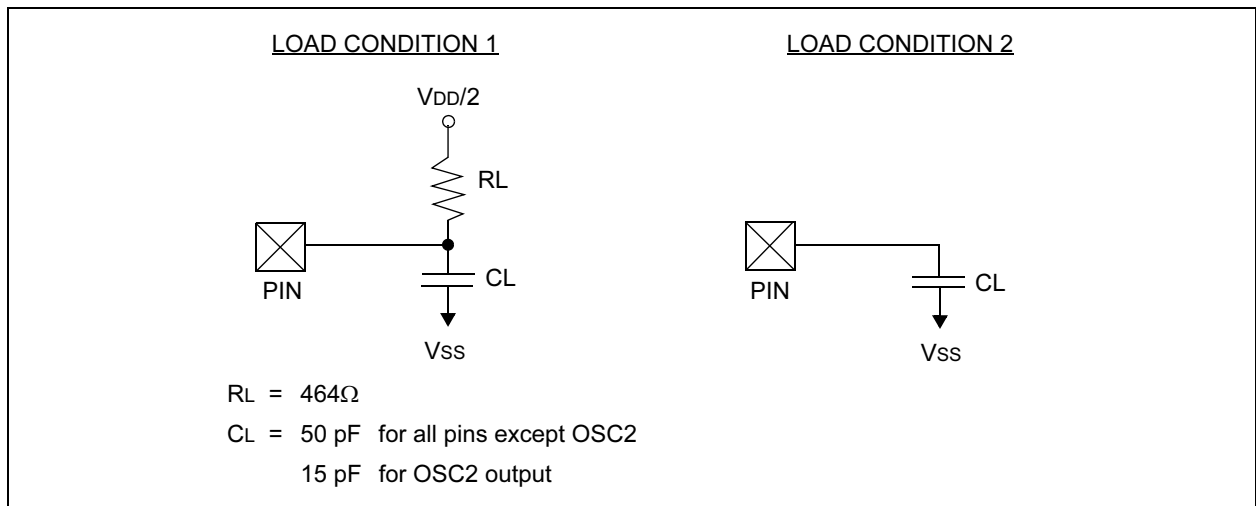 LOAD CONDITION 1
VDD/2
RL
PIN
CL
VSS
LOAD CONDITION 2
PIN
CL
VSS
RL = 464Ω
CL = 50 pF for all pins except OSC2
15 pF for OSC2 output